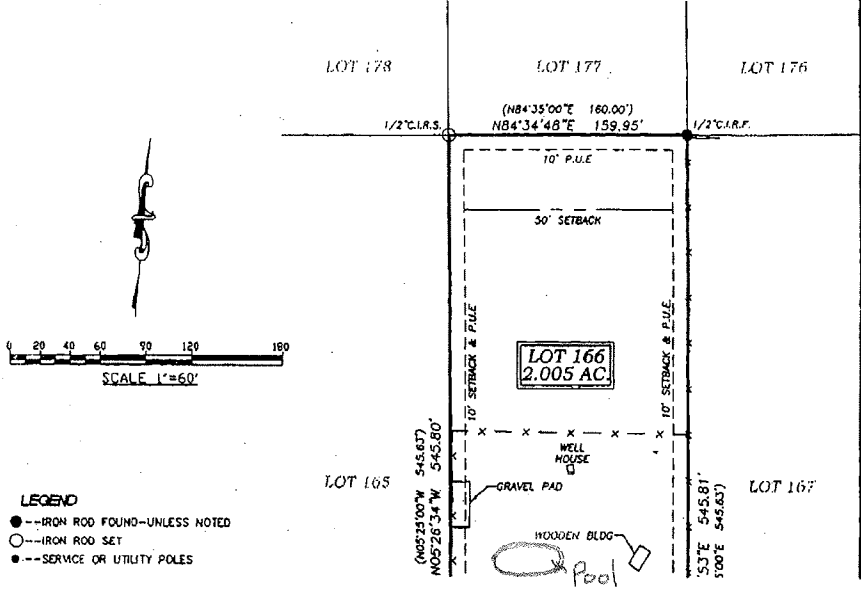 LOT 178
LOT 177
LOT 176
(N84°35'00"E 160.00')
1/2"C.I.R.S.
N84°34'48"E 159.95'
1/2"C.I.R.F.
10' P.U.E
50' SETBACK
0 20 40 60 90 120 180
SCALE 1"=60'
10' SETBACK & P.U.E.
10' SETBACK & P.U.E.
LOT 166
2.005 AC.
(N05°25'00"W 545.63')
N05°26'34"W 545.80'
WELL
HOUSE
LOT 165
GRAVEL PAD
545.81'
545.63')
LOT 167
LEGEND
--IRON ROD FOUND-UNLESS NOTED
--IRON ROD SET
--SERVICE OR UTILITY POLES
WOODEN BLDG
53"E
5'00"E
Pool